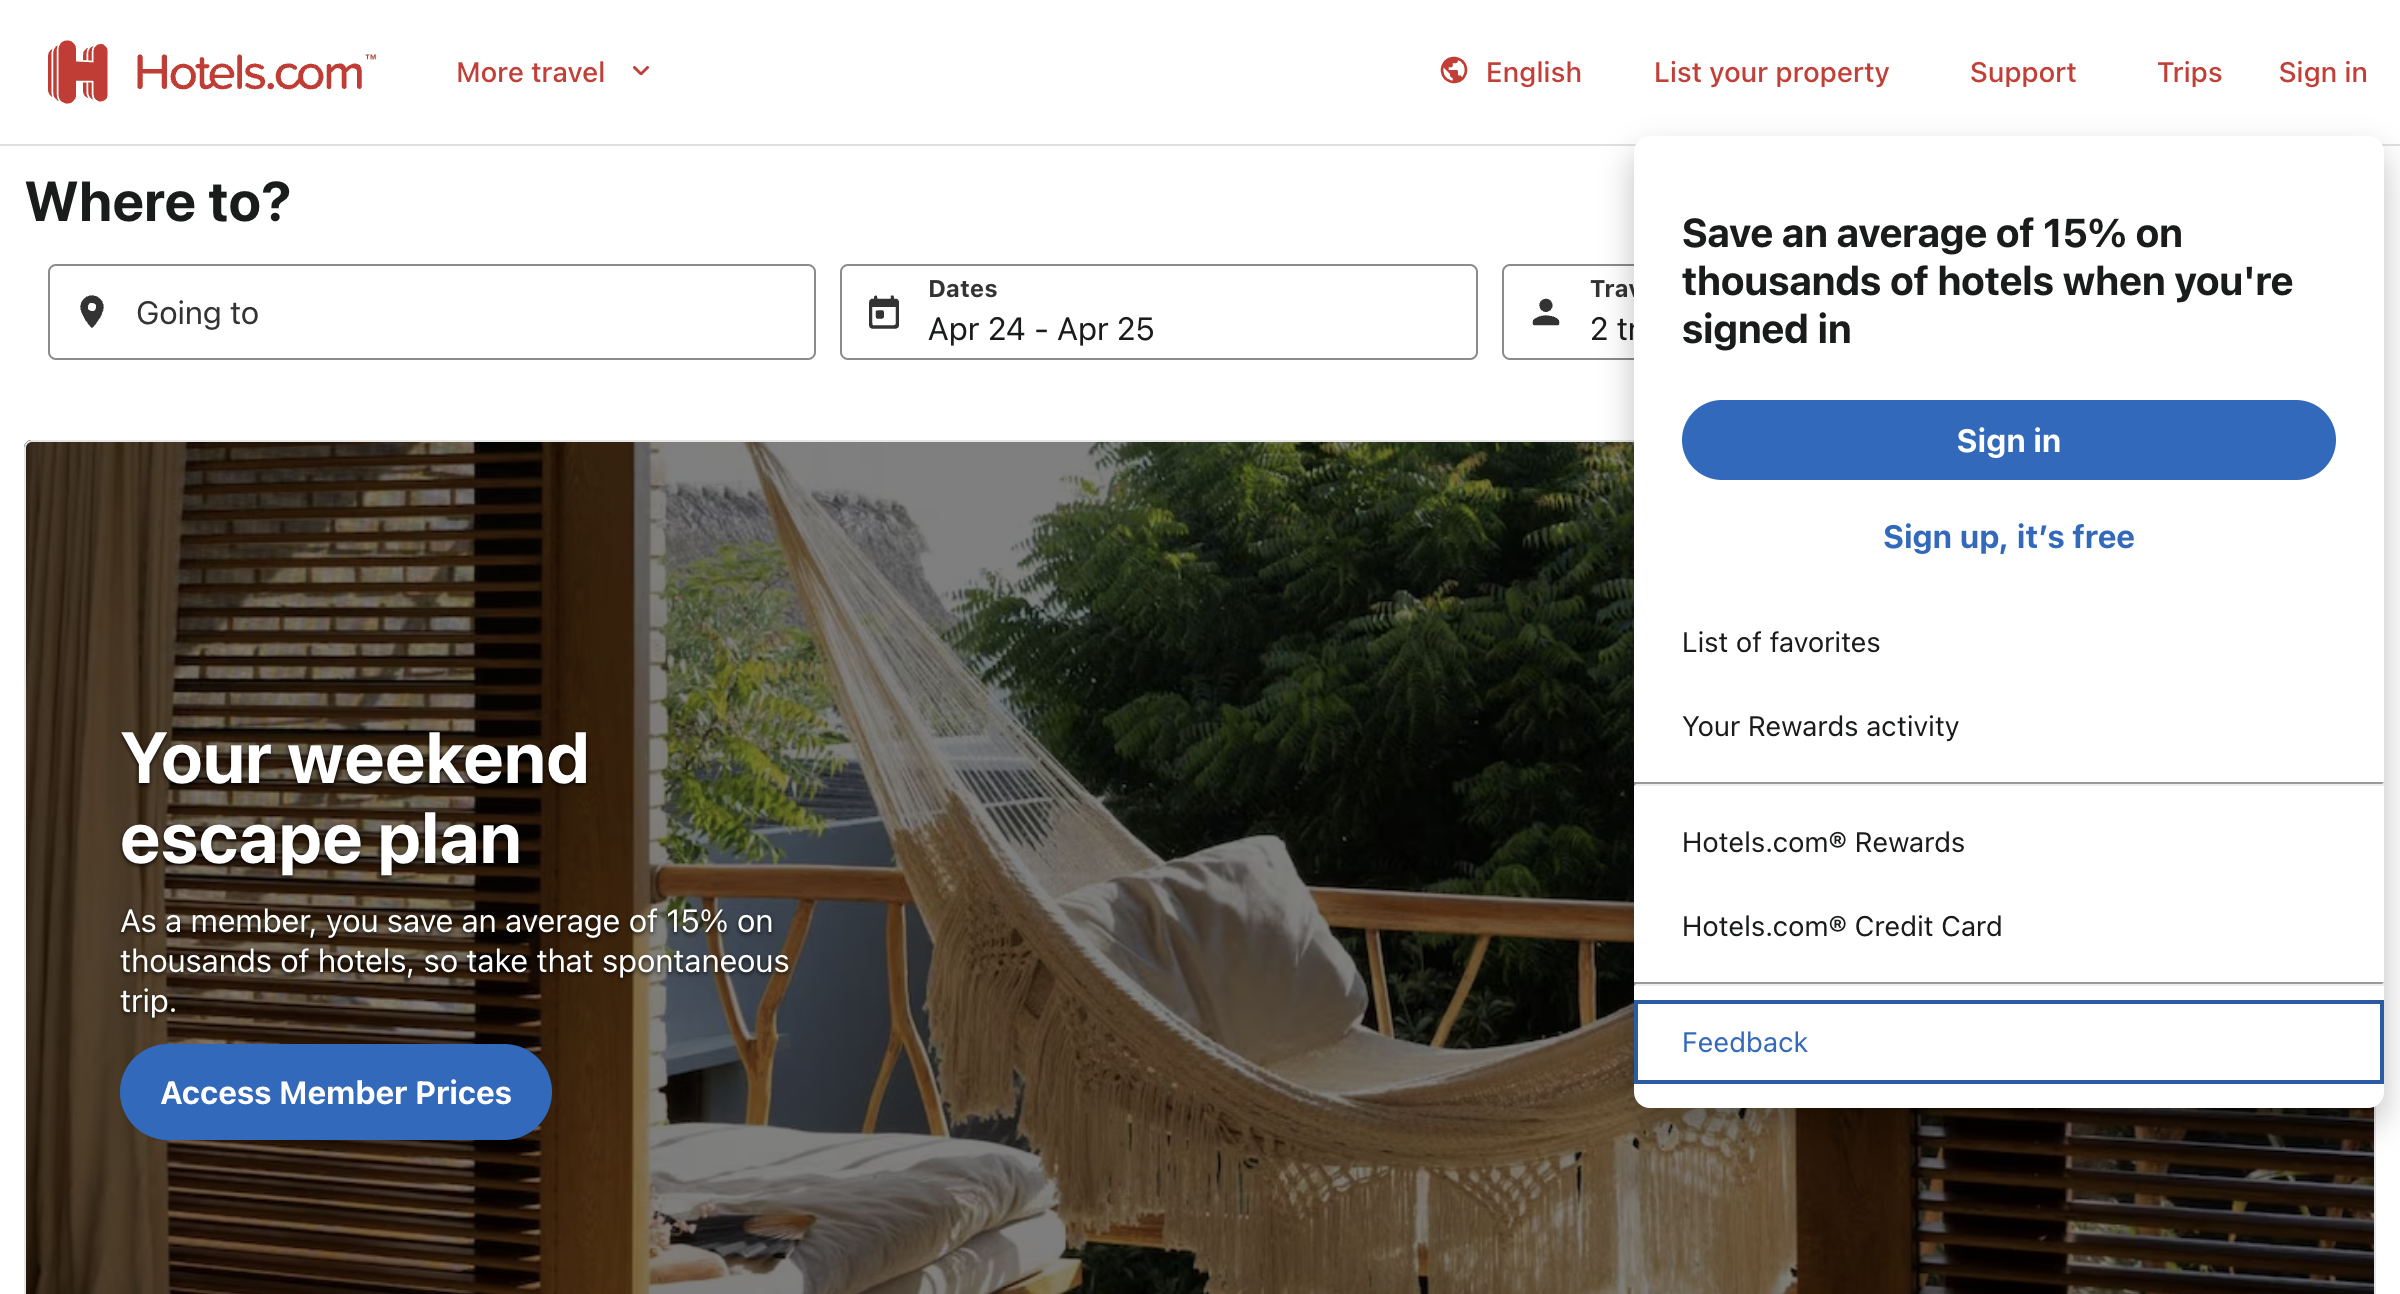 Hotels.com™
More travel
English
List your property
Support
Trips
Sign in
Where to?
Going to
Dates
Apr 24 - Apr 25
2
Save an average of 15% on
thousands of hotels when you're
signed in
Sign in
Sign up, it’s free
List of favorites
Your Rewards activity
Hotels.com® Rewards
Hotels.com® Credit Card
Feedback
Your weekend
escape plan
As a member, you save an average of 15% on
thousands of hotels, so take that spontaneous
trip.
Access Member Prices